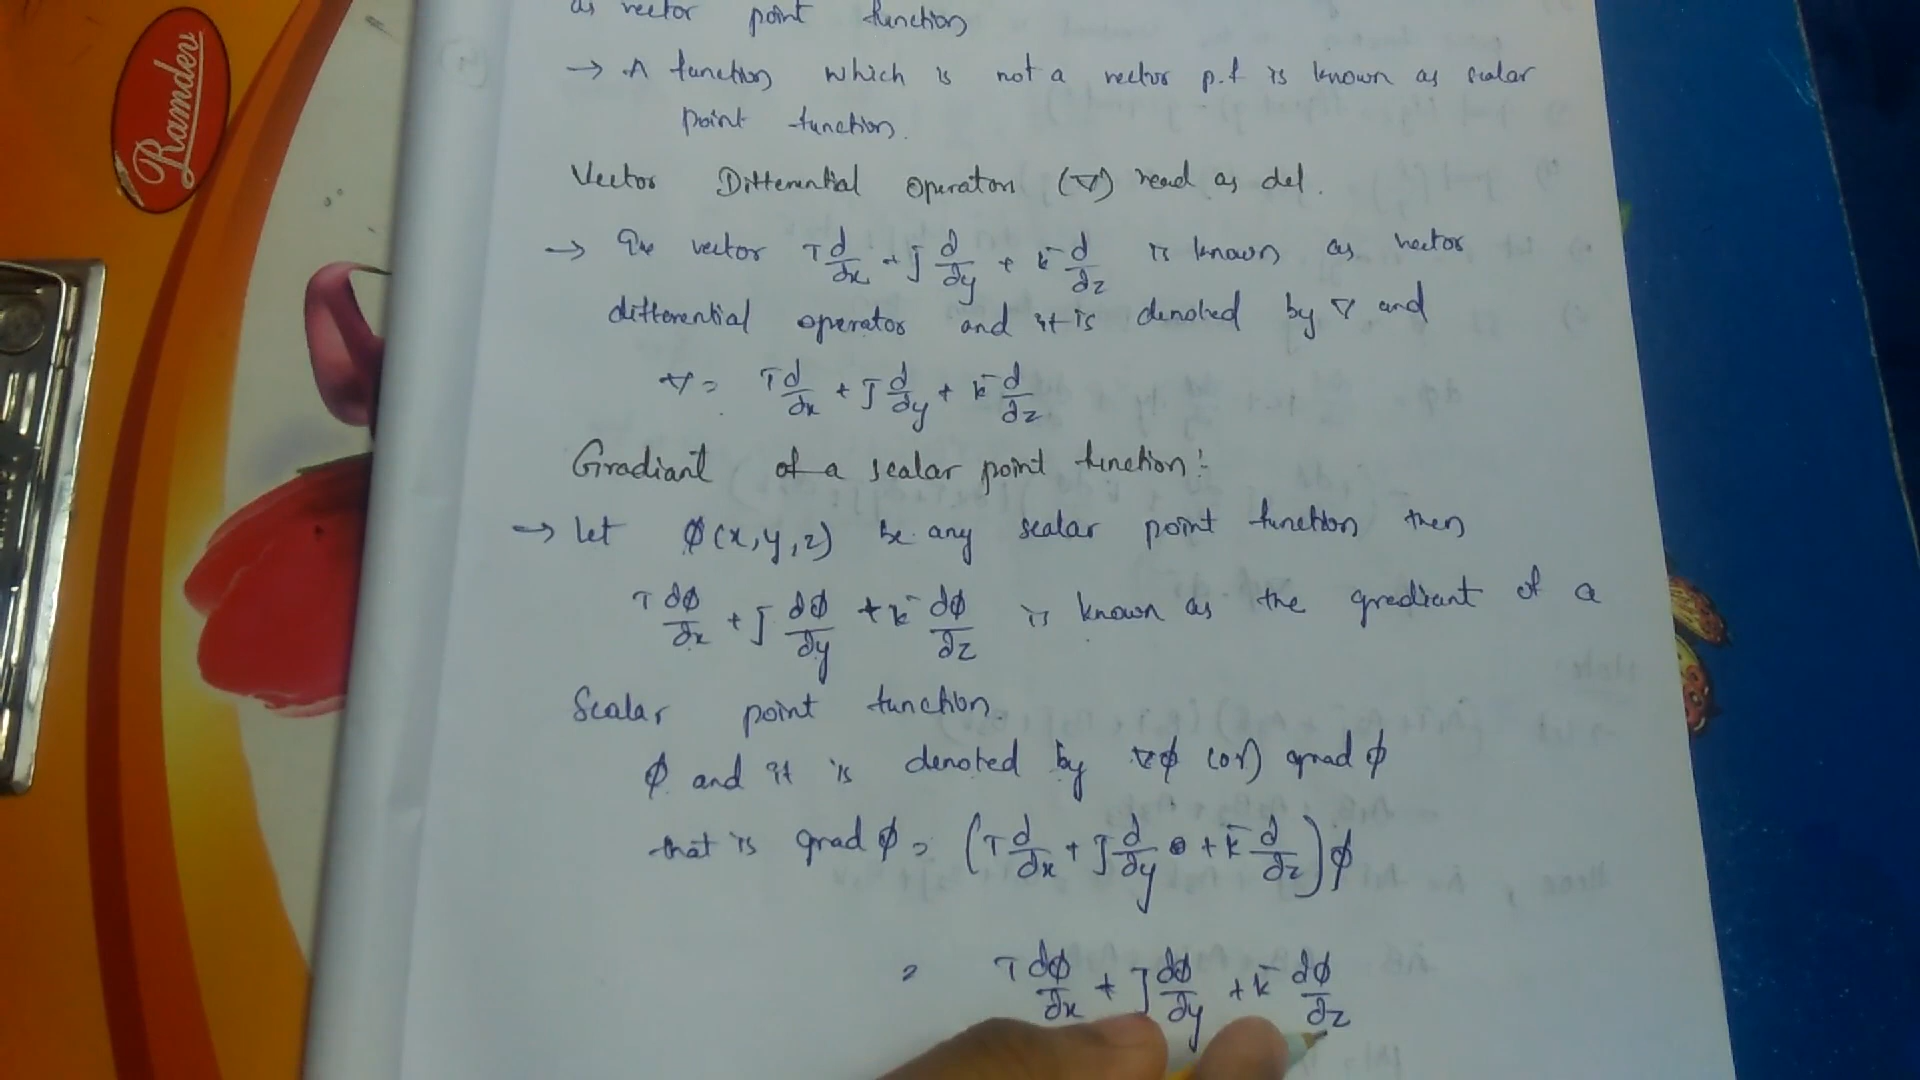 Ramdev
as vector point function
→ A function which is not a vector p.f is known as scalar
point function.
Vector Differential operator (∇) read as del.
→ The vector i̅ ∂/∂x + j̅ ∂/∂y + k̅ ∂/∂z is known as vector
differential operator and it is denoted by ∇ and
∇ = i̅ ∂/∂x + j̅ ∂/∂y + k̅ ∂/∂z
Gradiant of a scalar point function:-
→ Let ϕ(x,y,z) be any scalar point function then
i̅ ∂ϕ/∂x + j̅ ∂ϕ/∂y + k̅ ∂ϕ/∂z is known as the gradiant of a
Scalar point function.
ϕ and it is denoted by ∇ϕ (or) grad ϕ
that is grad ϕ = (i̅ ∂/∂x + j̅ ∂/∂y + k̅ ∂/∂z)ϕ
= i̅ ∂ϕ/∂x + j̅ ∂ϕ/∂y + k̅ ∂ϕ/∂z